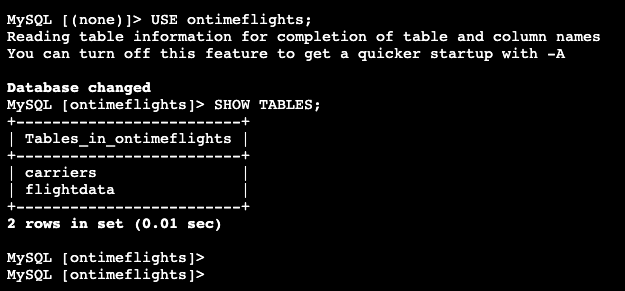 MySQL [(none)]> USE ontimeflights;
Reading table information for completion of table and column names
You can turn off this feature to get a quicker startup with -A
Database changed
MySQL [ontimeflights]> SHOW TABLES;
+-------------------------+
| Tables_in_ontimeflights |
+-------------------------+
| carriers                |
| flightdata              |
+-------------------------+
2 rows in set (0.01 sec)
MySQL [ontimeflights]>
MySQL [ontimeflights]>